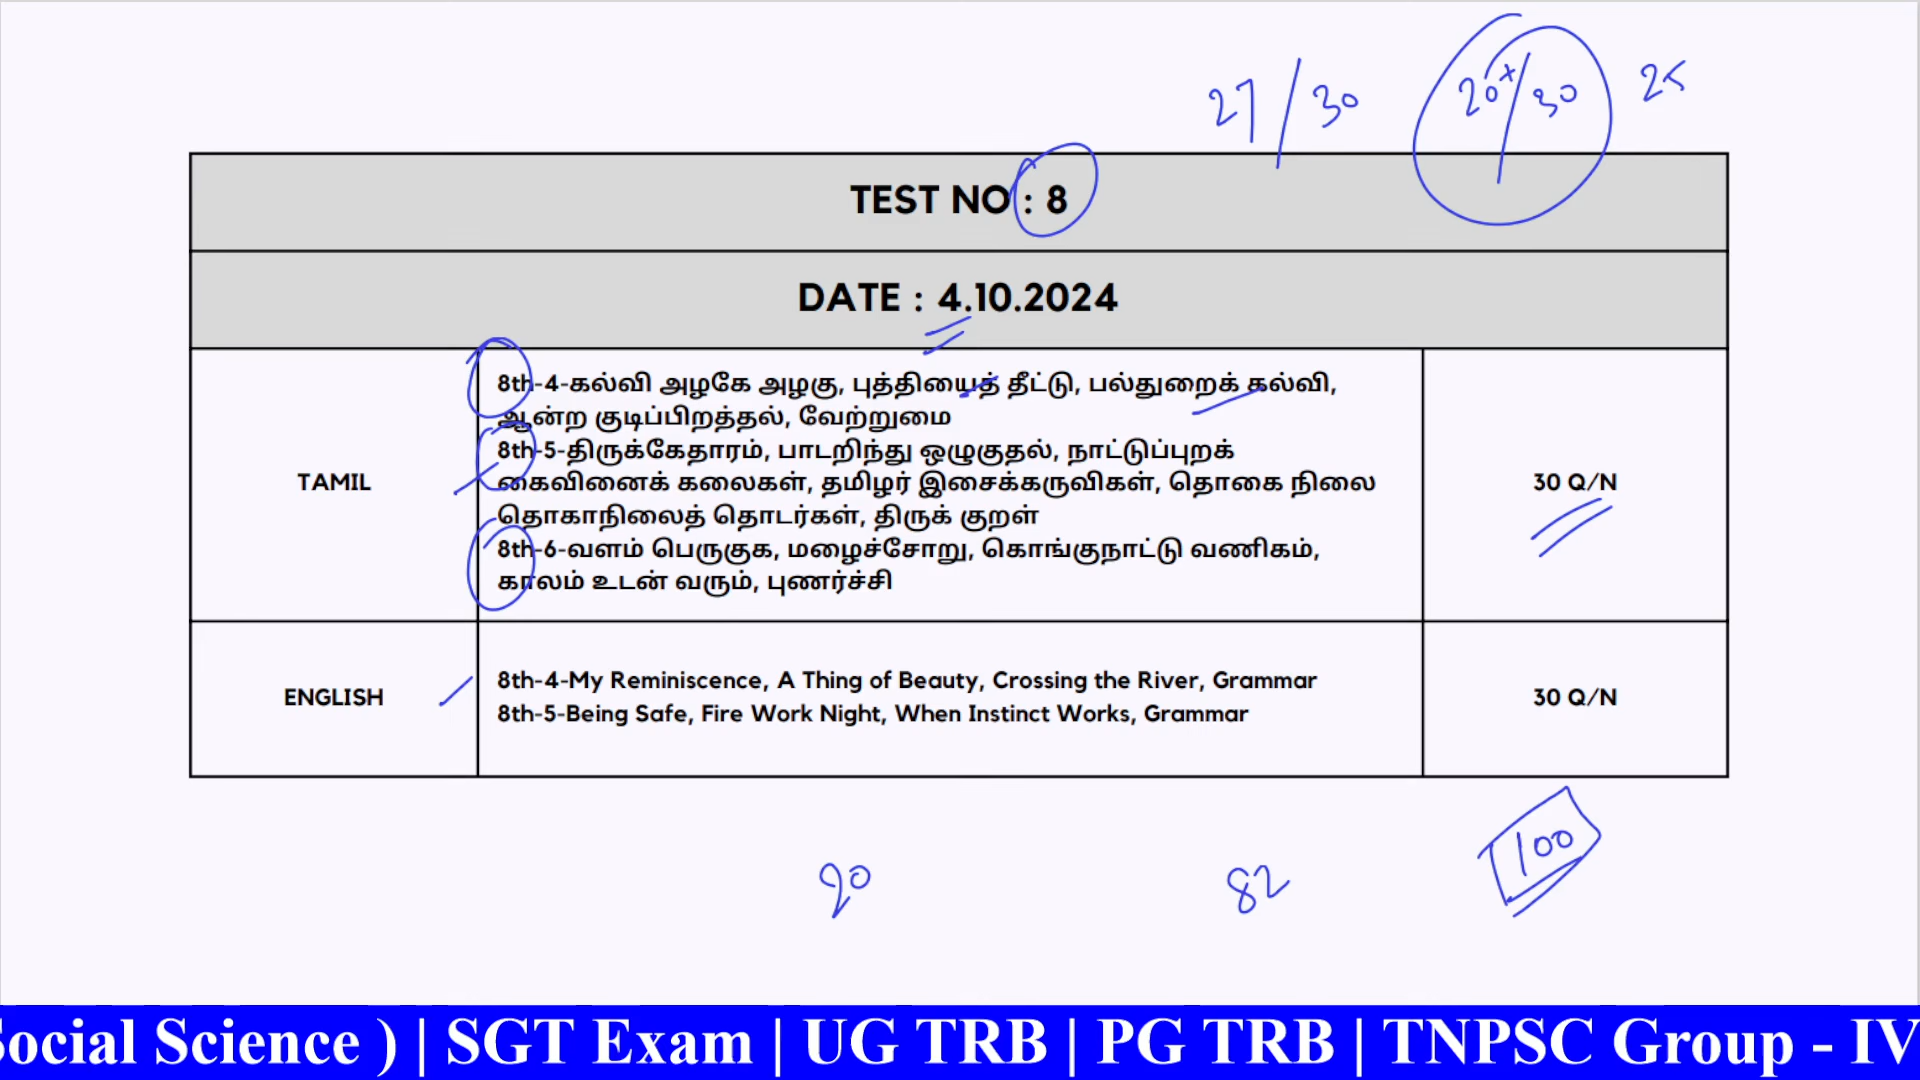 27/30 20/30 25
TEST NO : 8
DATE : 4.10.2024
TAMIL
8th-4-கல்வி அழகே அழகு, புத்தியைத் தீட்டு, பல்துறைக் கல்வி,
ஆன்ற குடிப்பிறத்தல், வேற்றுமை
8th-5-திருக்கேதாரம், பாடறிந்து ஒழுகுதல், நாட்டுப்புறக்
கைவினைக் கலைகள், தமிழர் இசைக்கருவிகள், தொகை நிலை
தொகாநிலைத் தொடர்கள், திருக் குறள்
8th-6-வளம் பெருகுக, மழைச்சோறு, கொங்குநாட்டு வணிகம்,
காலம் உடன் வரும், புணர்ச்சி
30 Q/N
ENGLISH
8th-4-My Reminiscence, A Thing of Beauty, Crossing the River, Grammar
8th-5-Being Safe, Fire Work Night, When Instinct Works, Grammar
30 Q/N
100
90 82
Social Science ) | SGT Exam | UG TRB | PG TRB | TNPSC Group - IV